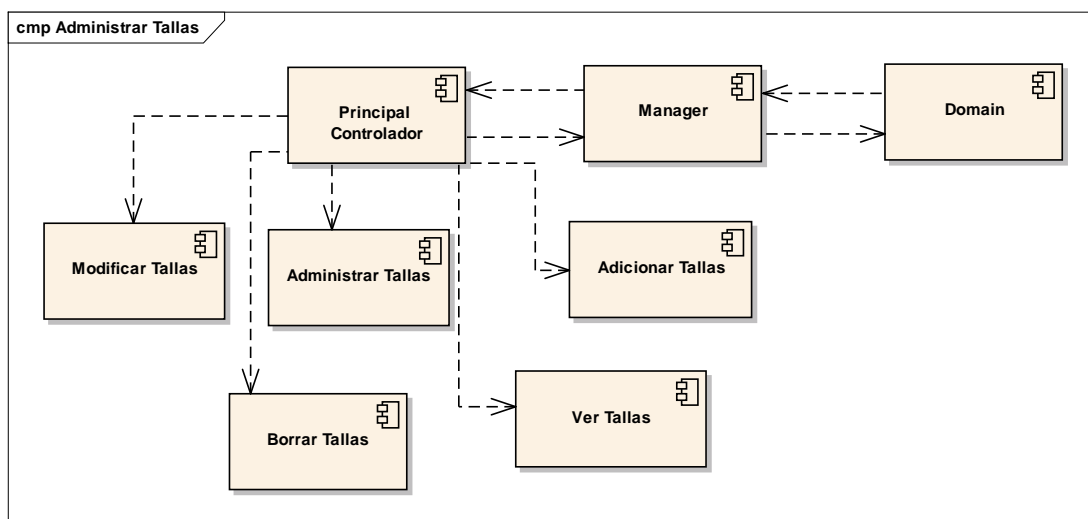 cmp Administrar Tallas
Principal
Controlador
Manager
Domain
Modificar Tallas
Administrar Tallas
Adicionar Tallas
Borrar Tallas
Ver Tallas